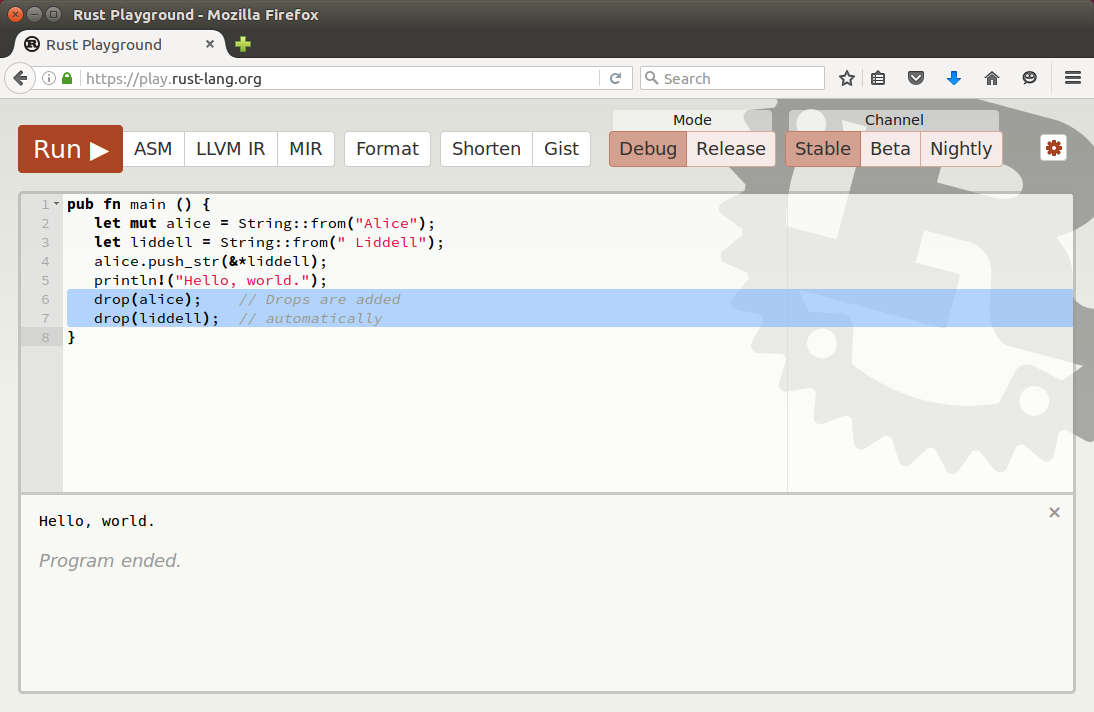 Rust Playground - Mozilla Firefox
Rust Playground
https://play.rust-lang.org
Search
Mode
Channel
Run ▶ ASM LLVM IR MIR Format Shorten Gist Debug Release Stable Beta Nightly
1 pub fn main () {
2 let mut alice = String::from("Alice");
3 let liddell = String::from(" Liddell");
4 alice.push_str(&*liddell);
5 println!("Hello, world.");
6 drop(alice); // Drops are added
7 drop(liddell); // automatically
8 }
Hello, world.
Program ended.